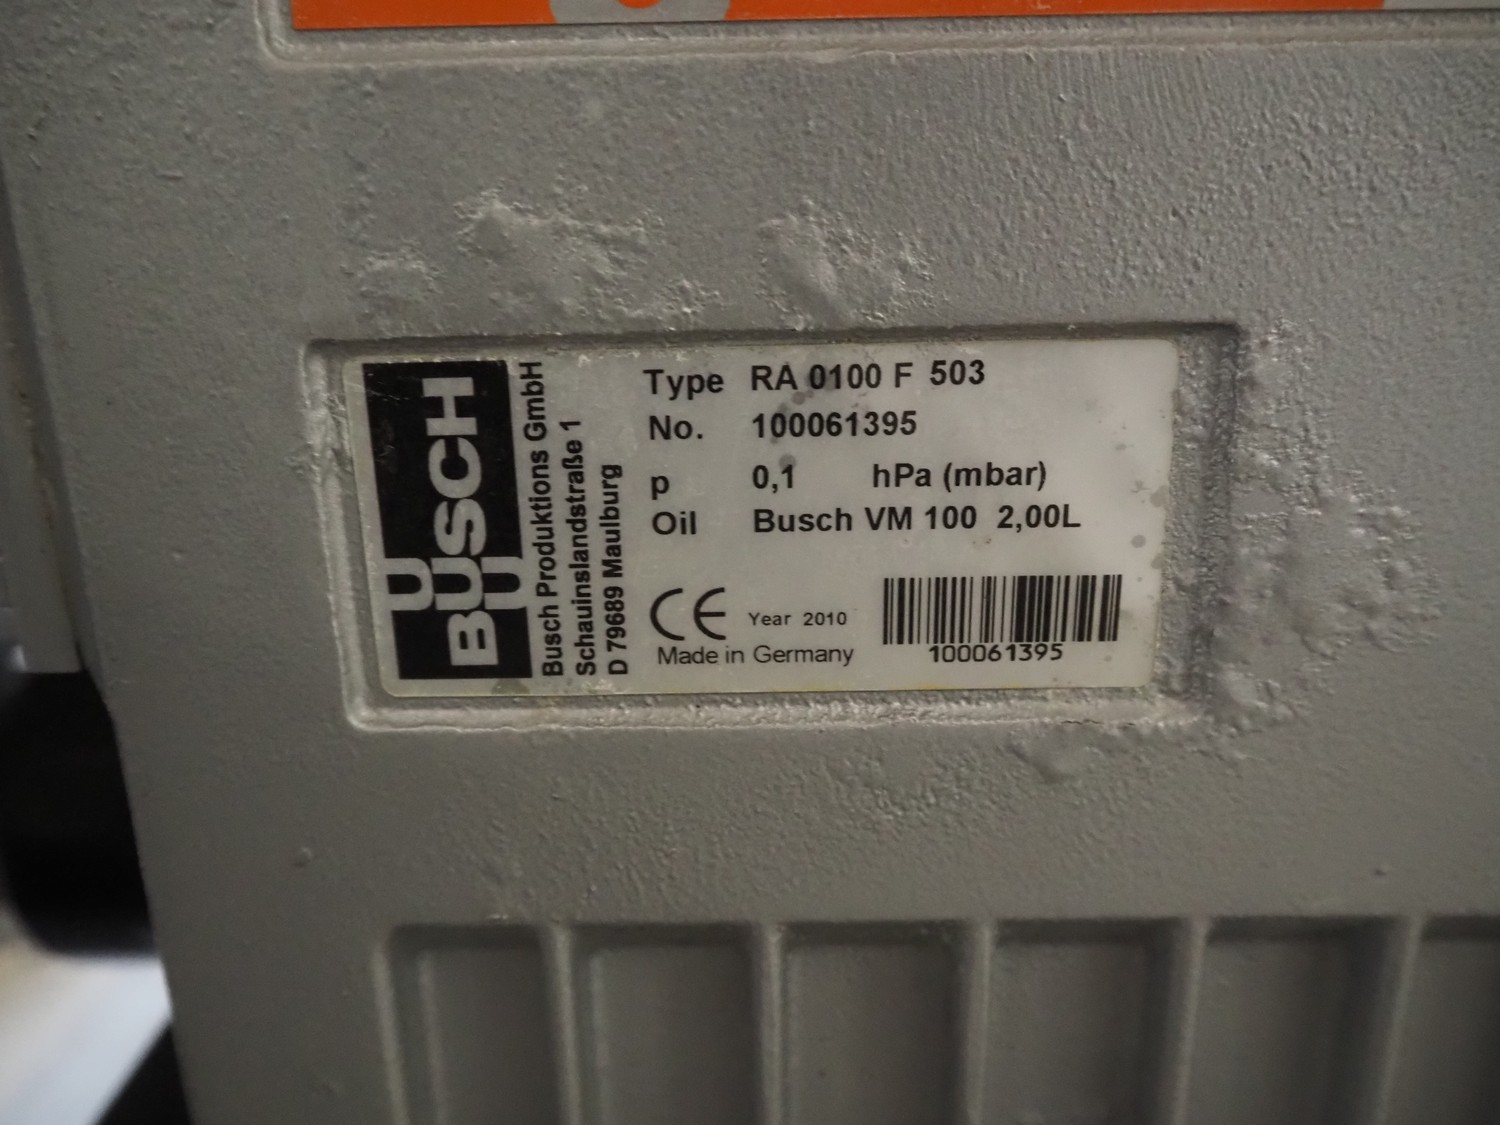 BUSCH
Busch Produktions GmbH
Schauinslandstraße 1
D 79689 Maulburg
Type RA 0100 F 503
No. 100061395
p 0,1 hPa (mbar)
Oil Busch VM 100 2,00L
CE Year 2010
Made in Germany
100061395